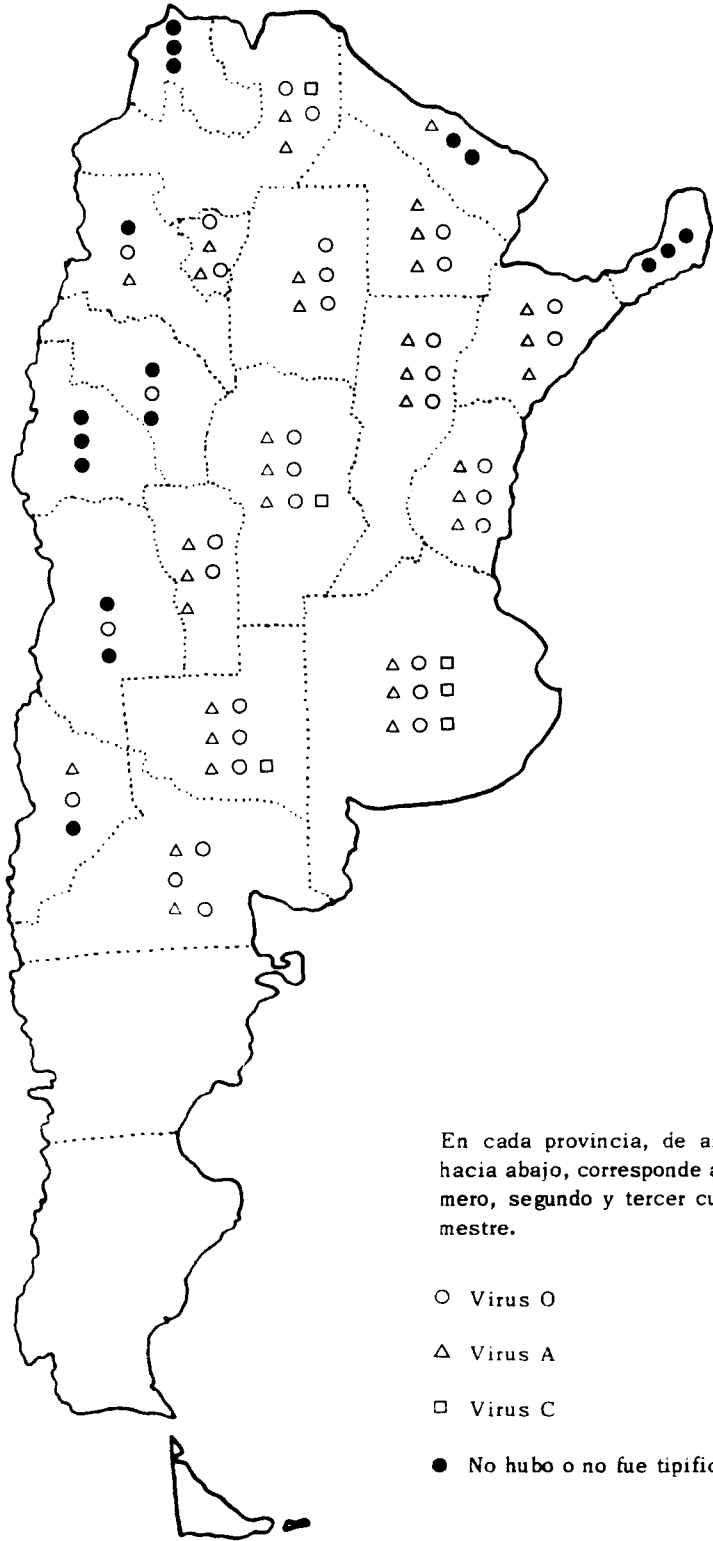 En cada provincia, de a
hacia abajo, corresponde a
mero, segundo y tercer cu
mestre.
○ Virus O
△ Virus A
□ Virus C
● No hubo o no fue tipific